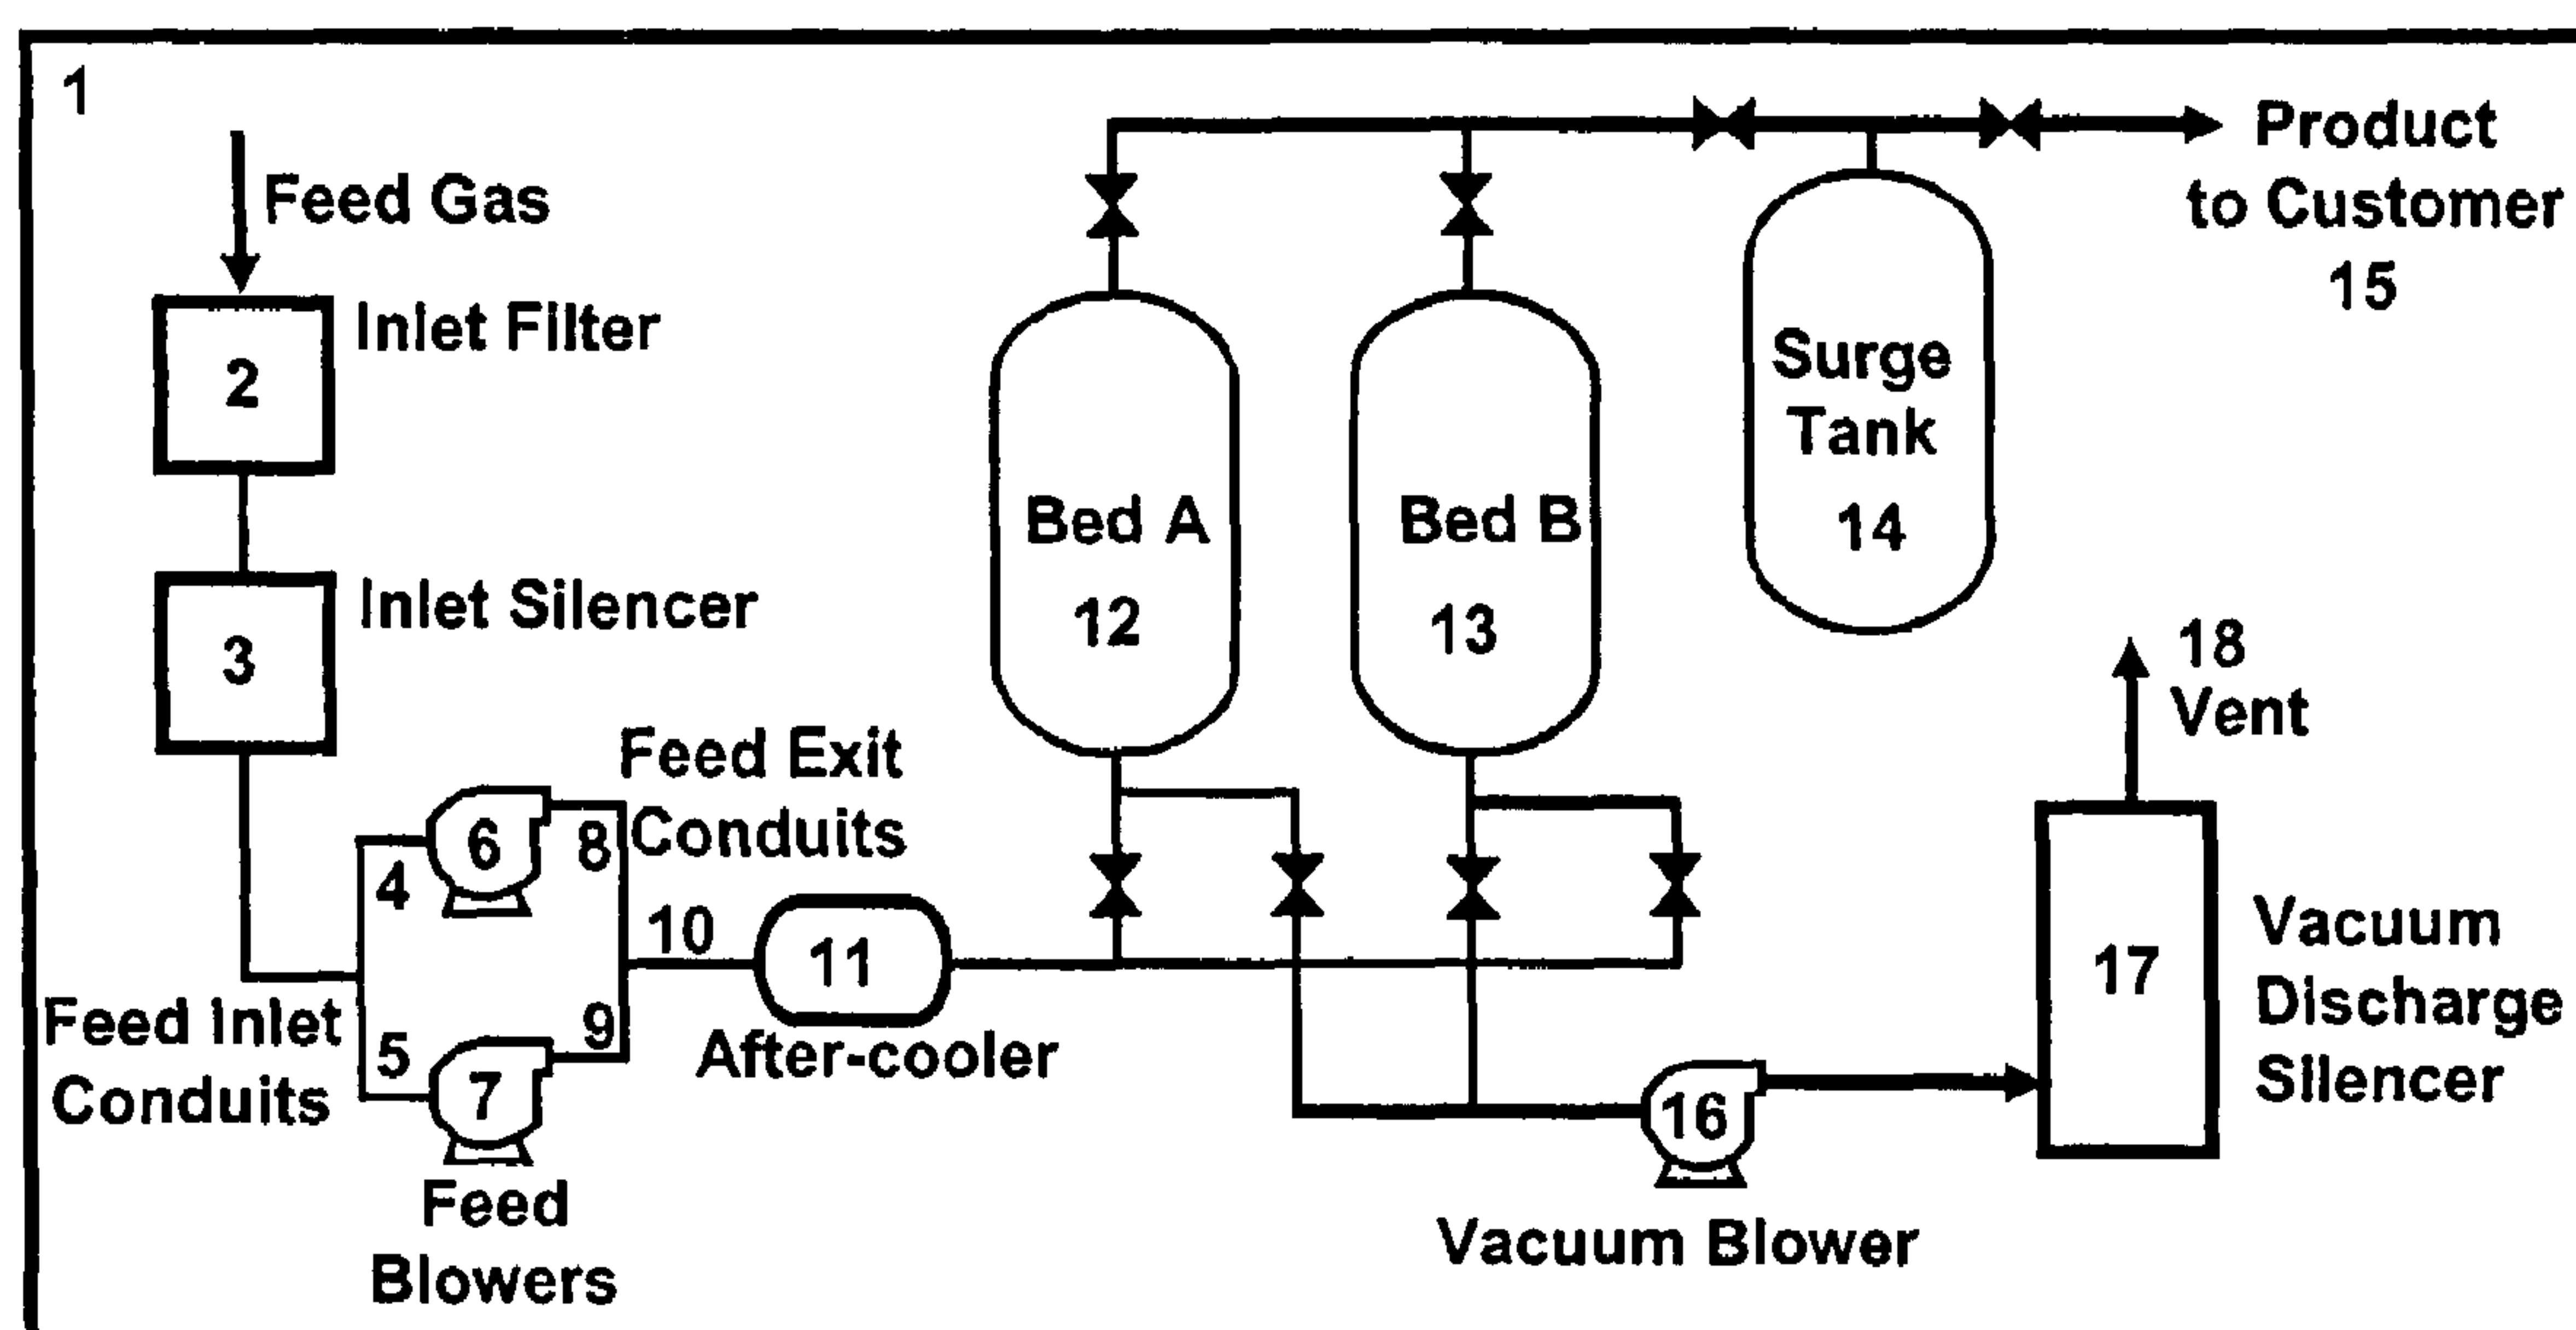 1
Feed Gas
Inlet Filter
2
Inlet Silencer
3
Feed Inlet
Conduits
4
5
6
7
Feed
Blowers
Feed Exit
Conduits
8
9
10
11
After-cooler
Bed A
12
Bed B
13
Surge
Tank
14
Product
to Customer
15
16
Vacuum Blower
17
Vacuum
Discharge
Silencer
18
Vent